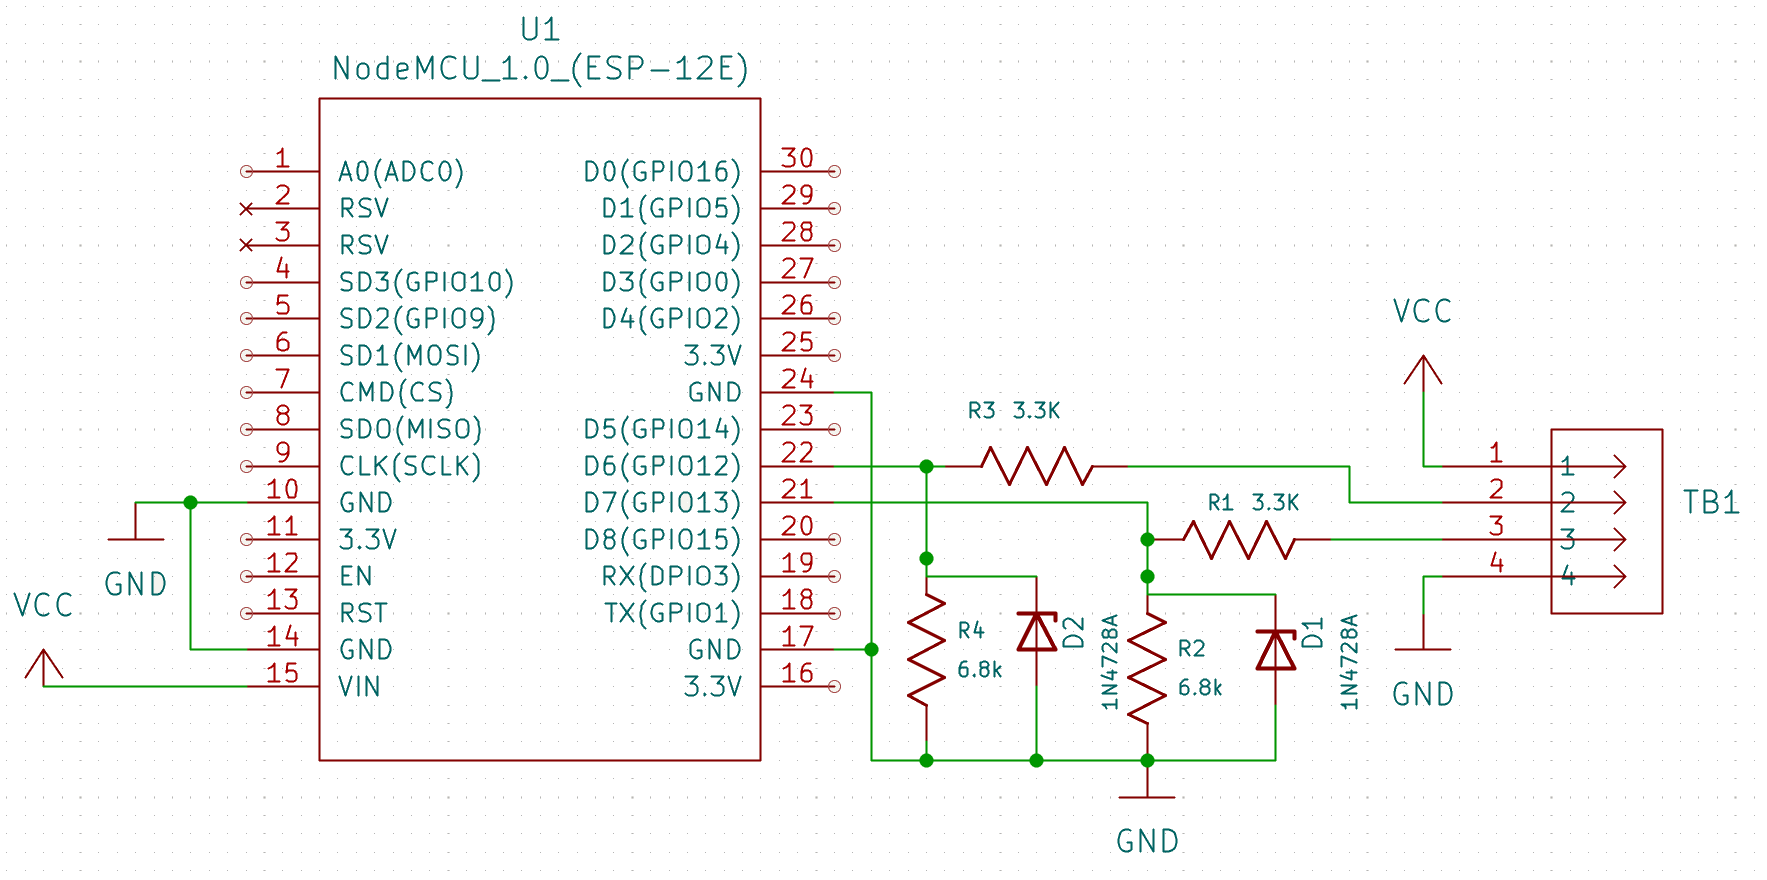 U1
NodeMCU_1.0_(ESP-12E)
1 A0(ADC0) D0(GPIO16) 30
2 RSV D1(GPIO5) 29
3 RSV D2(GPIO4) 28
4 SD3(GPIO10) D3(GPIO0) 27
5 SD2(GPIO9) D4(GPIO2) 26
6 SD1(MOSI) 3.3V 25
7 CMD(CS) GND 24
8 SDO(MISO) D5(GPIO14) 23
9 CLK(SCLK) D6(GPIO12) 22
10 GND D7(GPIO13) 21
11 3.3V D8(GPIO15) 20
12 EN RX(DPIO3) 19
13 RST TX(GPIO1) 18
14 GND GND 17
15 VIN 3.3V 16
GND
VCC
R3 3.3K
R1 3.3K
R4
6.8k
D2
1N4728A
R2
6.8k
D1
1N4728A
GND
VCC
1 1
2 2
3 3
4 4
TB1
GND